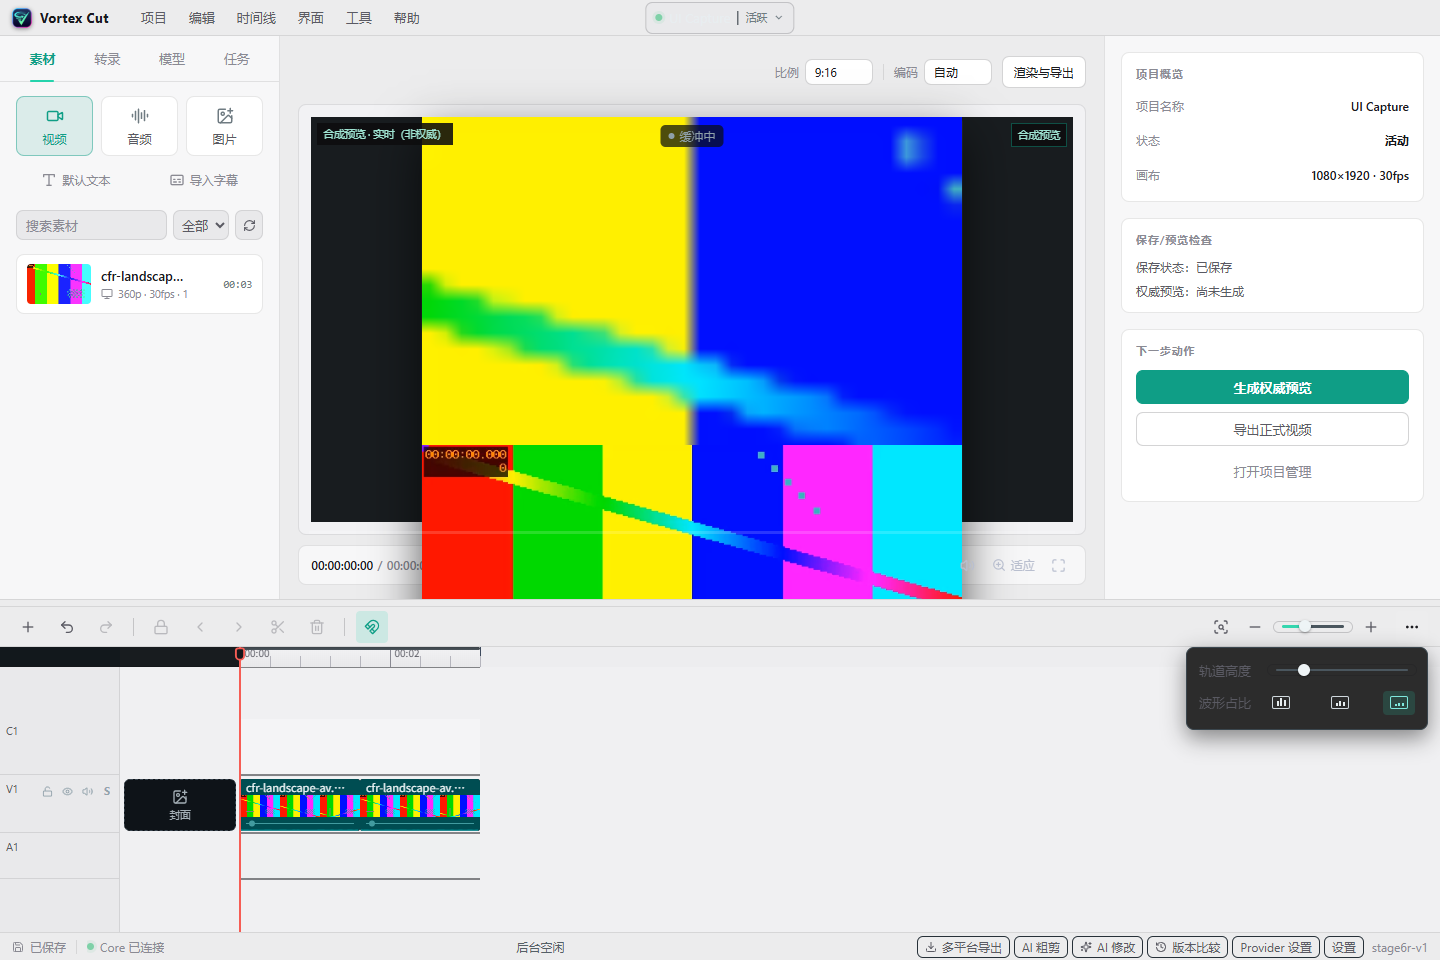 Vortex Cut 项目 编辑 时间线 界面 工具 帮助
活跃
素材 转录 模型 任务
视频 音频 图片
默认文本 导入字幕
搜索素材 全部
cfr-landscap...
360p · 30fps · 1
00:03
比例 9:16 编码 自动 渲染与导出
合成预览 · 实时（非权威）
缓冲中
合成预览
00:00:00.000
0
00:00:00:00 / 00:00:0
适应
项目概览
项目名称 UI Capture
状态 活动
画布 1080×1920 · 30fps
保存/预览检查
保存状态：已保存
权威预览：尚未生成
下一步动作
生成权威预览
导出正式视频
打开项目管理
00:00 00:02
轨道高度
波形占比
C1
V1 S
封面
cfr-landscape-av.··· cfr-landscape-av.···
A1
已保存 Core 已连接 后台空闲 多平台导出 AI 粗剪 AI 修改 版本比较 Provider 设置 设置 stage6r-v1